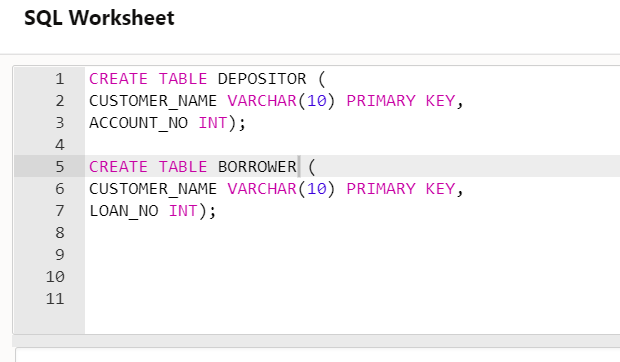 SQL Worksheet
1 CREATE TABLE DEPOSITOR (
2 CUSTOMER_NAME VARCHAR(10) PRIMARY KEY,
3 ACCOUNT_NO INT);
4
5 CREATE TABLE BORROWER (
6 CUSTOMER_NAME VARCHAR(10) PRIMARY KEY,
7 LOAN_NO INT);
8
9
10
11